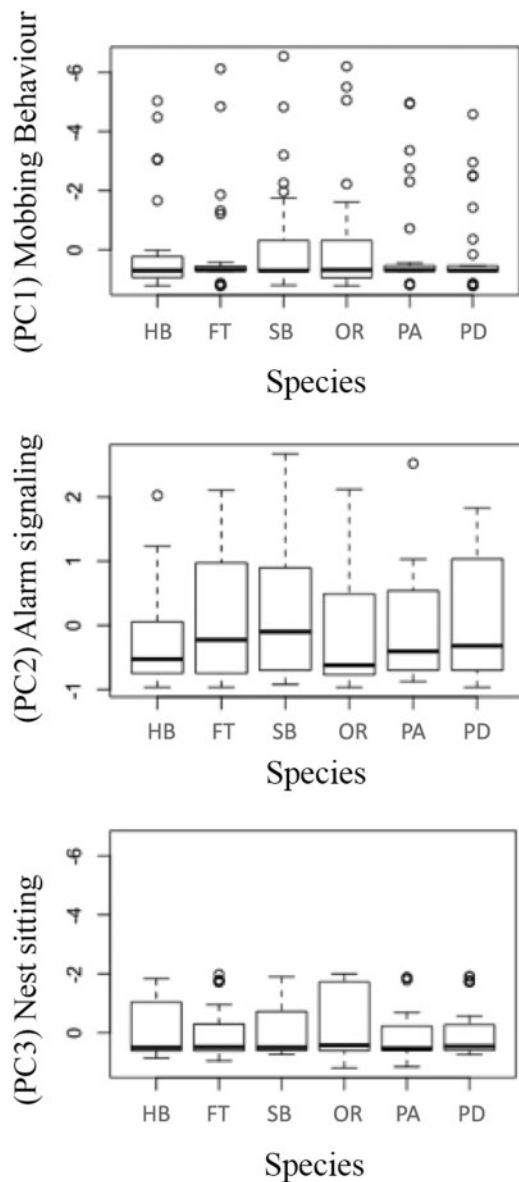 (PC1) Mobbing Behaviour
-6
-4
-2
0
HB FT SB OR PA PD
Species
(PC2) Alarm signaling
2
1
0
-1
HB FT SB OR PA PD
Species
(PC3) Nest sitting
-6
-4
-2
0
HB FT SB OR PA PD
Species